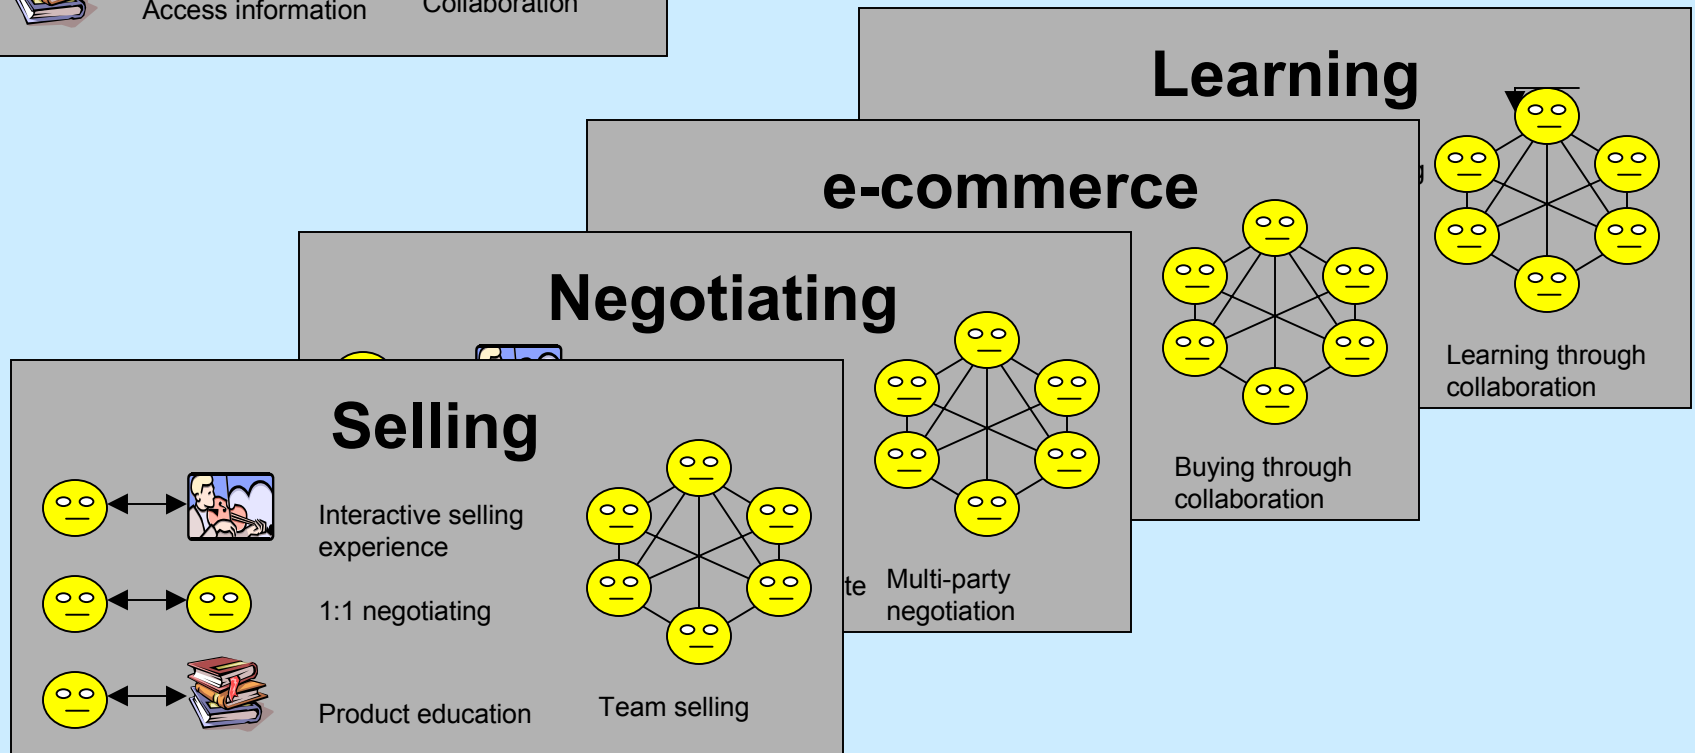 Access information
Collaboration
Learning
Learning through
collaboration
e-commerce
Buying through
collaboration
Negotiating
Multi-party
negotiation
Selling
Interactive selling
experience
1:1 negotiating
Product education
Team selling